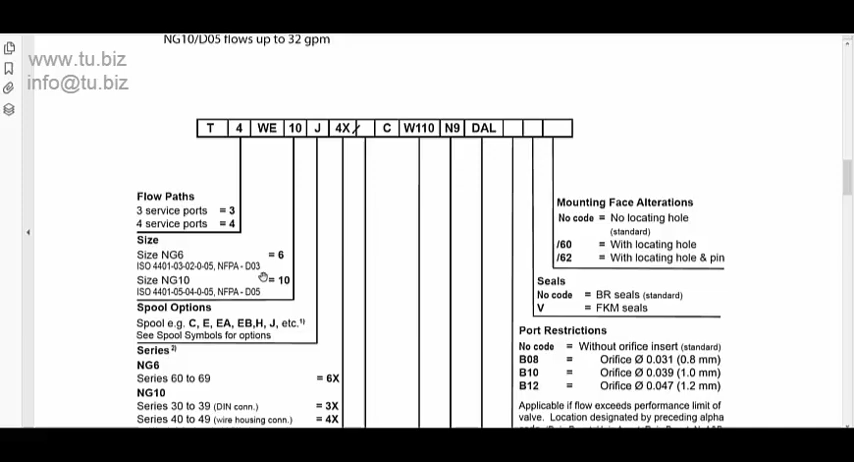 NG10/D05 flows up to 32 gpm
www.tu.biz
info@tu.biz
T 4 WE 10 J 4X/ C W110 N9 DAL
Flow Paths
3 service ports = 3
4 service ports = 4
Size
Size NG6 = 6
ISO 4401-03-02-0-05, NFPA - D03
Size NG10 = 10
ISO 4401-05-04-0-05, NFPA - D05
Spool Options
Spool e.g. C, E, EA, EB,H, J, etc.¹⁾
See Spool Symbols for options
Series ²⁾
NG6
Series 60 to 69 = 6X
NG10
Series 30 to 39 (DIN conn.) = 3X
Series 40 to 49 (wire housing conn.) = 4X
Mounting Face Alterations
No code = No locating hole
(standard)
/60 = With locating hole
/62 = With locating hole & pin
Seals
No code = BR seals (standard)
V = FKM seals
Port Restrictions
No code = Without orifice insert (standard)
B08 = Orifice Ø 0.031 (0.8 mm)
B10 = Orifice Ø 0.039 (1.0 mm)
B12 = Orifice Ø 0.047 (1.2 mm)
Applicable if flow exceeds performance limit of
valve. Location designated by preceding alpha